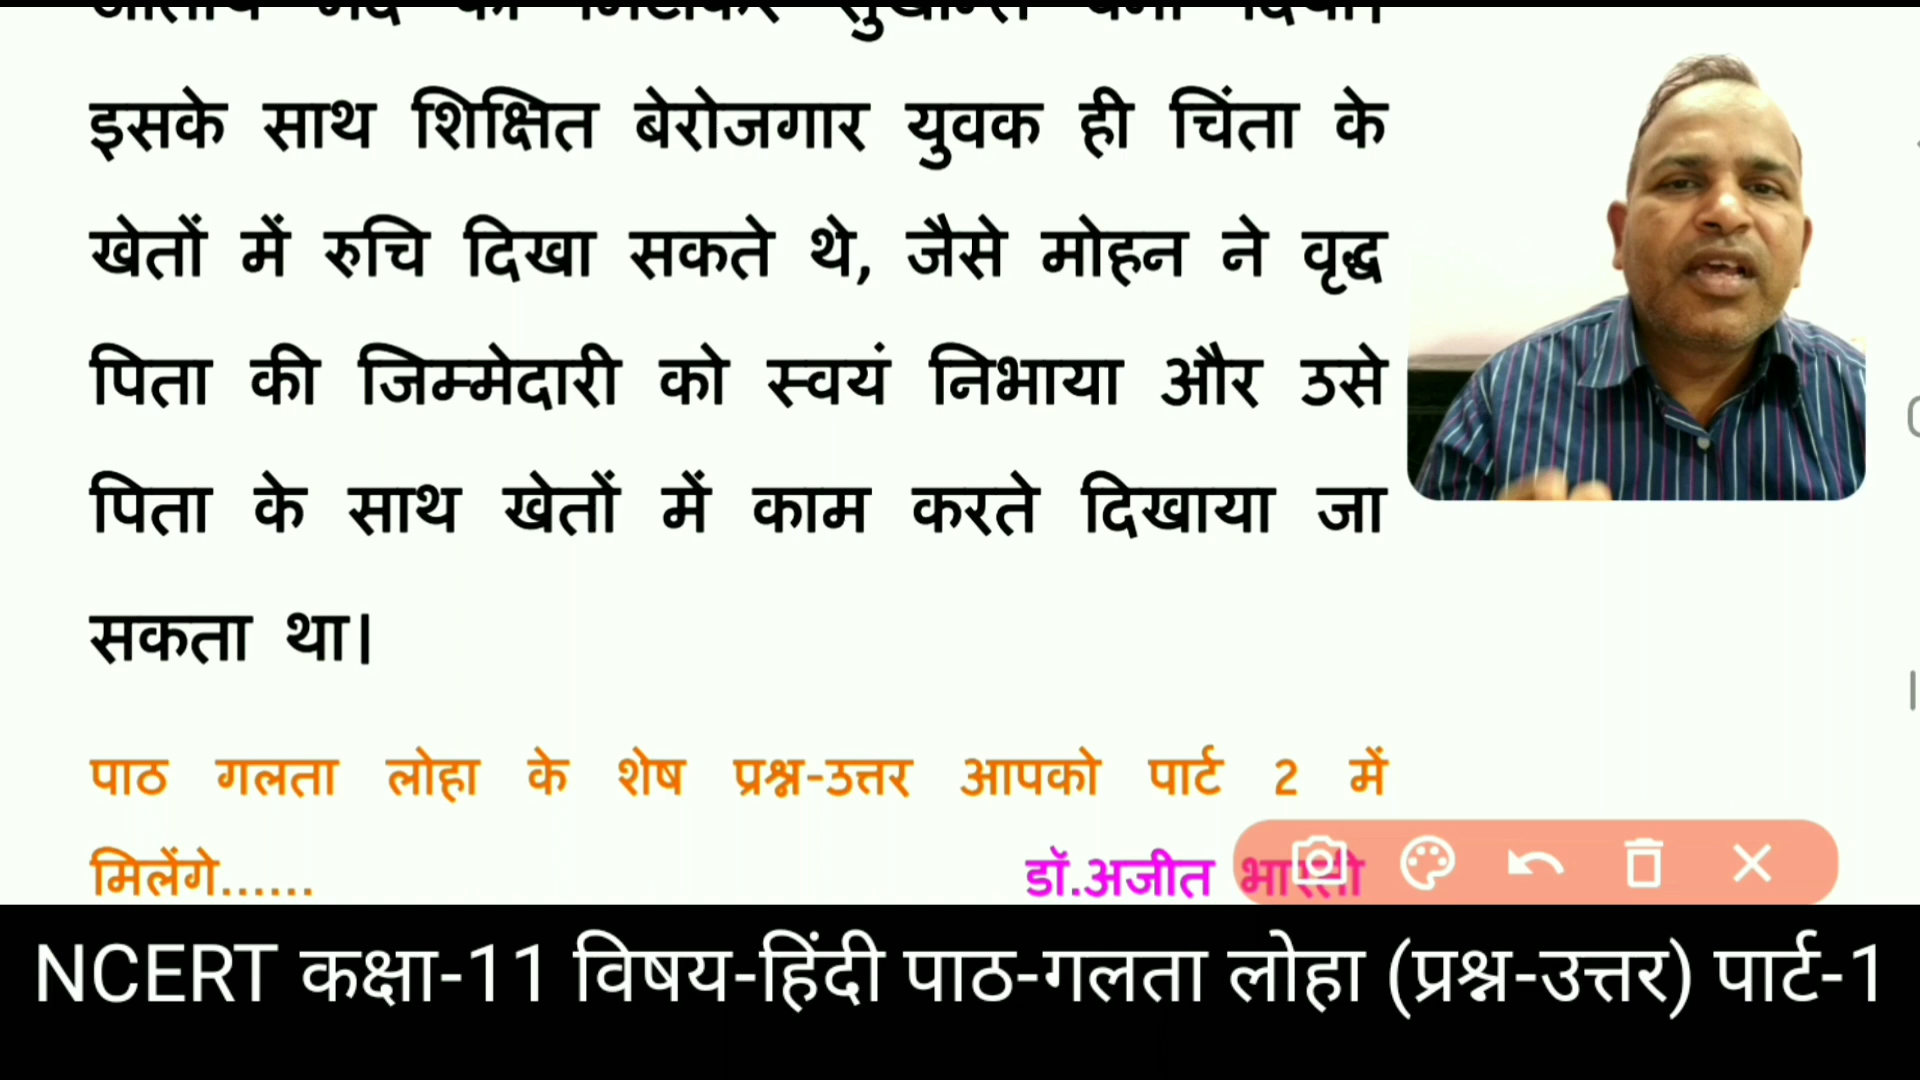 इसके साथ शिक्षित बेरोजगार युवक ही चिंता के
खेतों में रुचि दिखा सकते थे, जैसे मोहन ने वृद्ध
पिता की जिम्मेदारी को स्वयं निभाया और उसे
पिता के साथ खेतों में काम करते दिखाया जा
सकता था।
पाठ गलता लोहा के शेष प्रश्न-उत्तर आपको पार्ट 2 में
मिलेंगे......
डॉ.अजीत भारती
NCERT कक्षा-11 विषय-हिंदी पाठ-गलता लोहा (प्रश्न-उत्तर) पार्ट-1